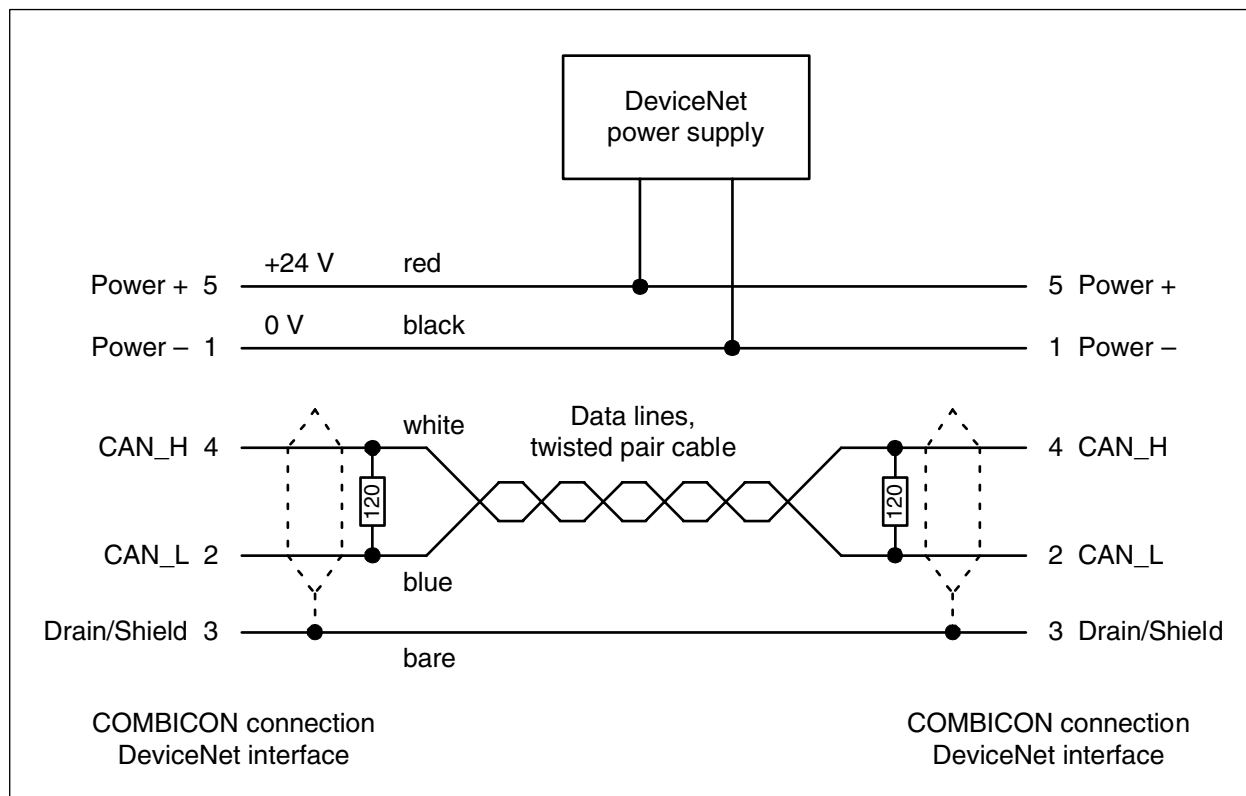 DeviceNet
power supply
+24 V red
Power + 5
5 Power +
0 V black
Power – 1
1 Power –
white
Data lines,
twisted pair cable
CAN_H 4
4 CAN_H
120
120
CAN_L 2
2 CAN_L
blue
Drain/Shield 3
3 Drain/Shield
bare
COMBICON connection
DeviceNet interface
COMBICON connection
DeviceNet interface